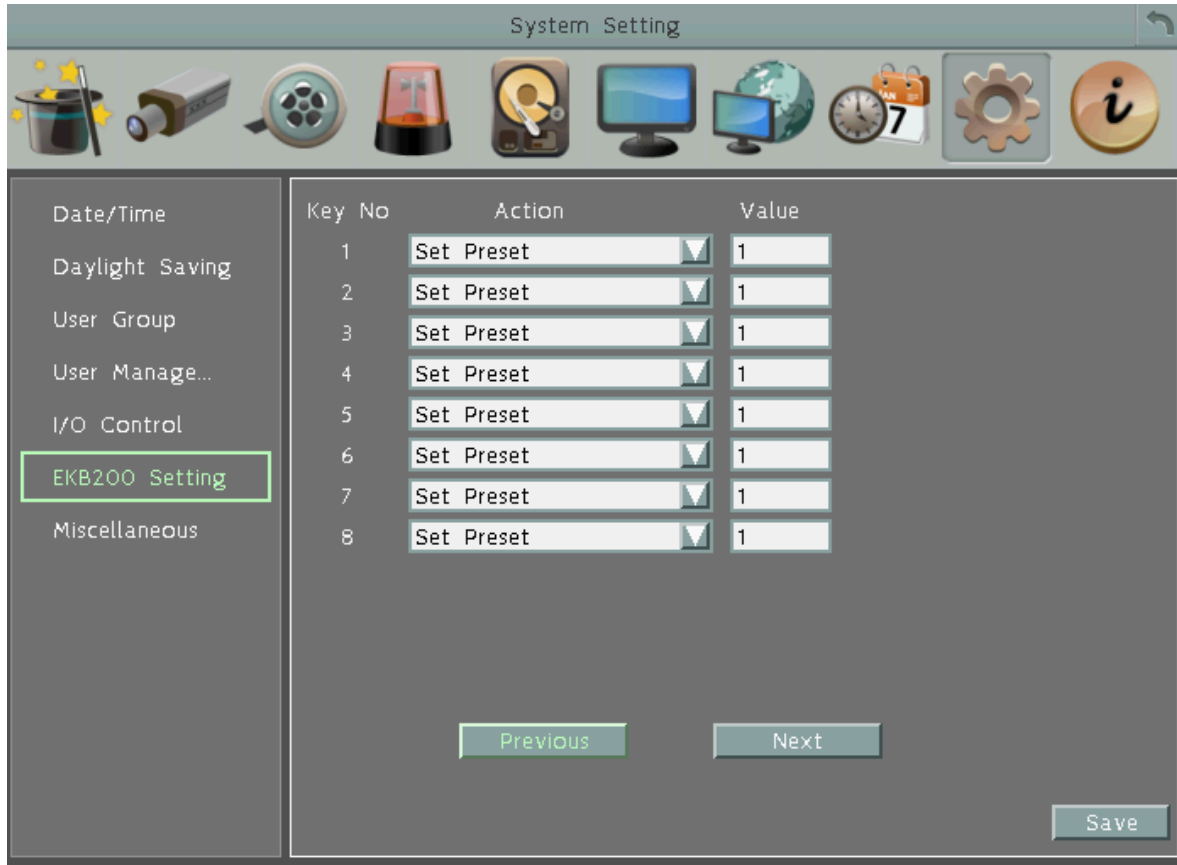 System Setting
JAN
7
i
Date/Time
Daylight Saving
User Group
User Manage...
I/O Control
EKB200 Setting
Miscellaneous
Key No Action Value
1 Set Preset 1
2 Set Preset 1
3 Set Preset 1
4 Set Preset 1
5 Set Preset 1
6 Set Preset 1
7 Set Preset 1
8 Set Preset 1
Previous Next
Save